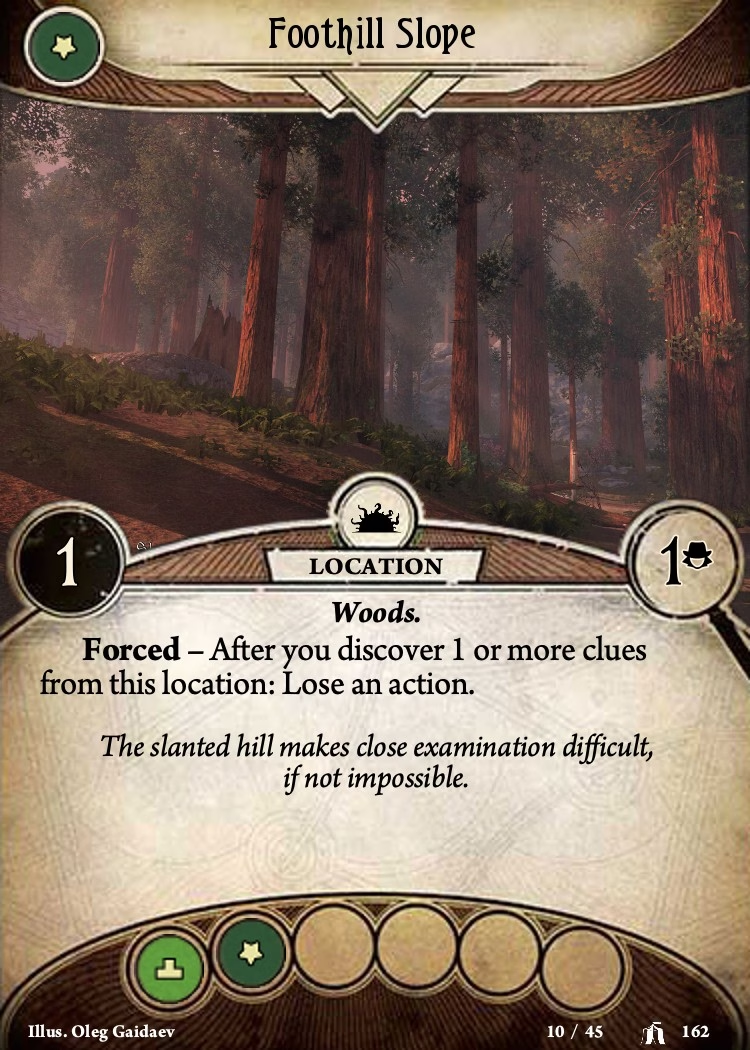 Foothill Slope
1
1
LOCATION
Woods.
Forced – After you discover 1 or more clues
from this location: Lose an action.
The slanted hill makes close examination difficult,
if not impossible.
Illus. Oleg Gaidaev
10 / 45
162